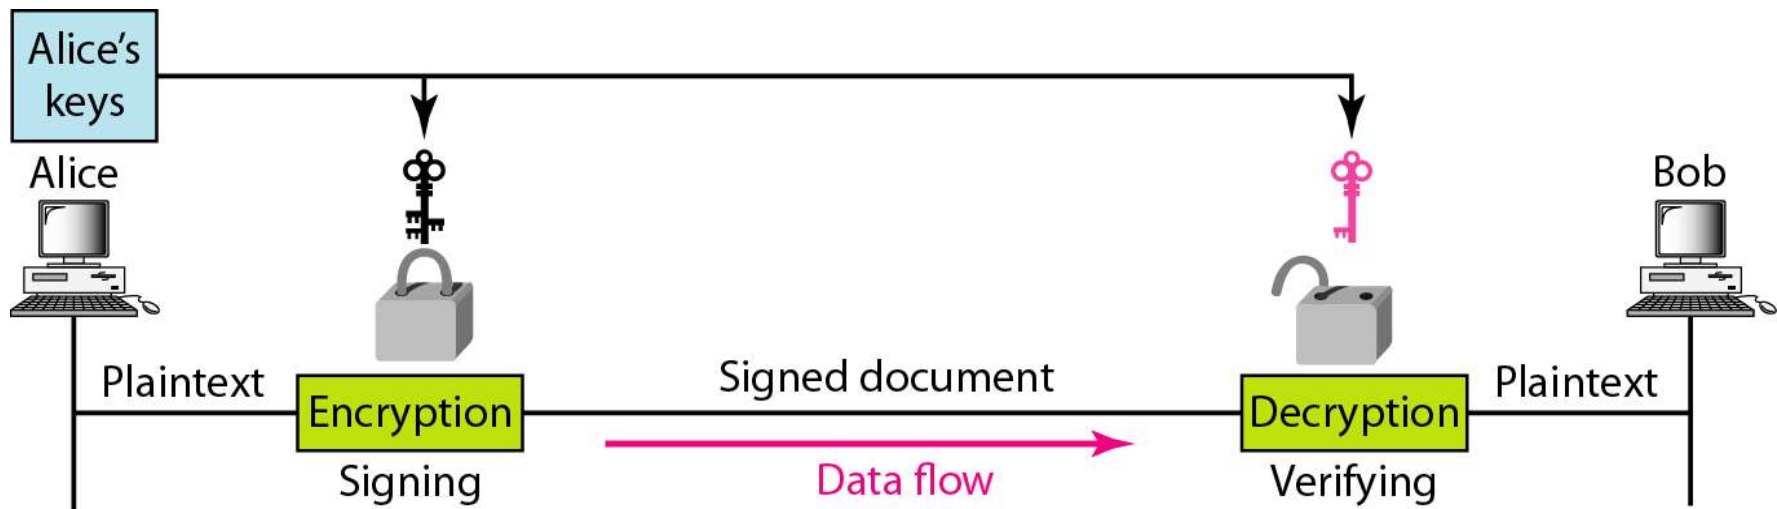 Alice's
keys
Alice
Bob
Plaintext
Encryption
Signing
Signed document
Data flow
Decryption
Verifying
Plaintext